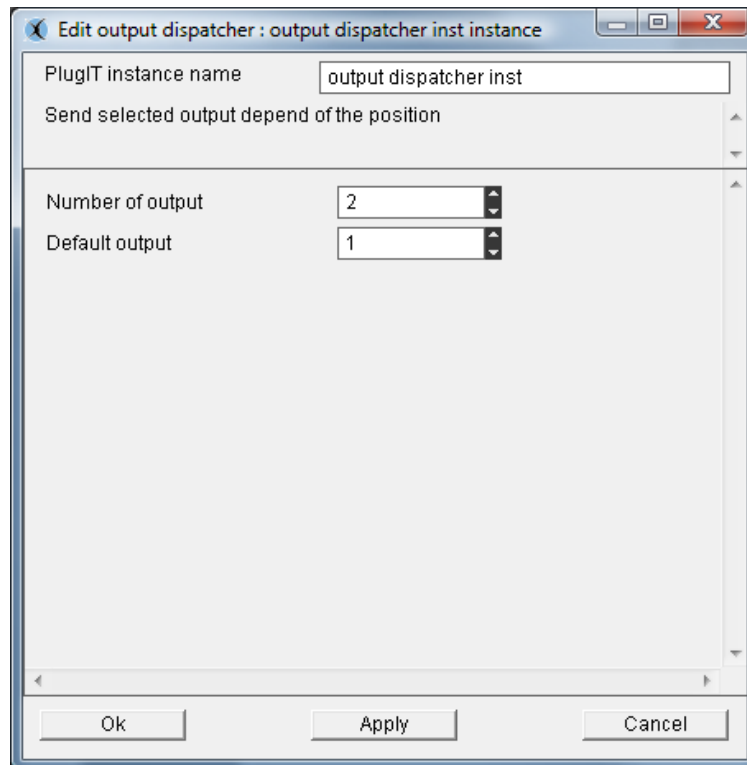 Edit output dispatcher : output dispatcher inst instance
PlugIT instance name output dispatcher inst
Send selected output depend of the position
Number of output 2
Default output 1
Ok Apply Cancel